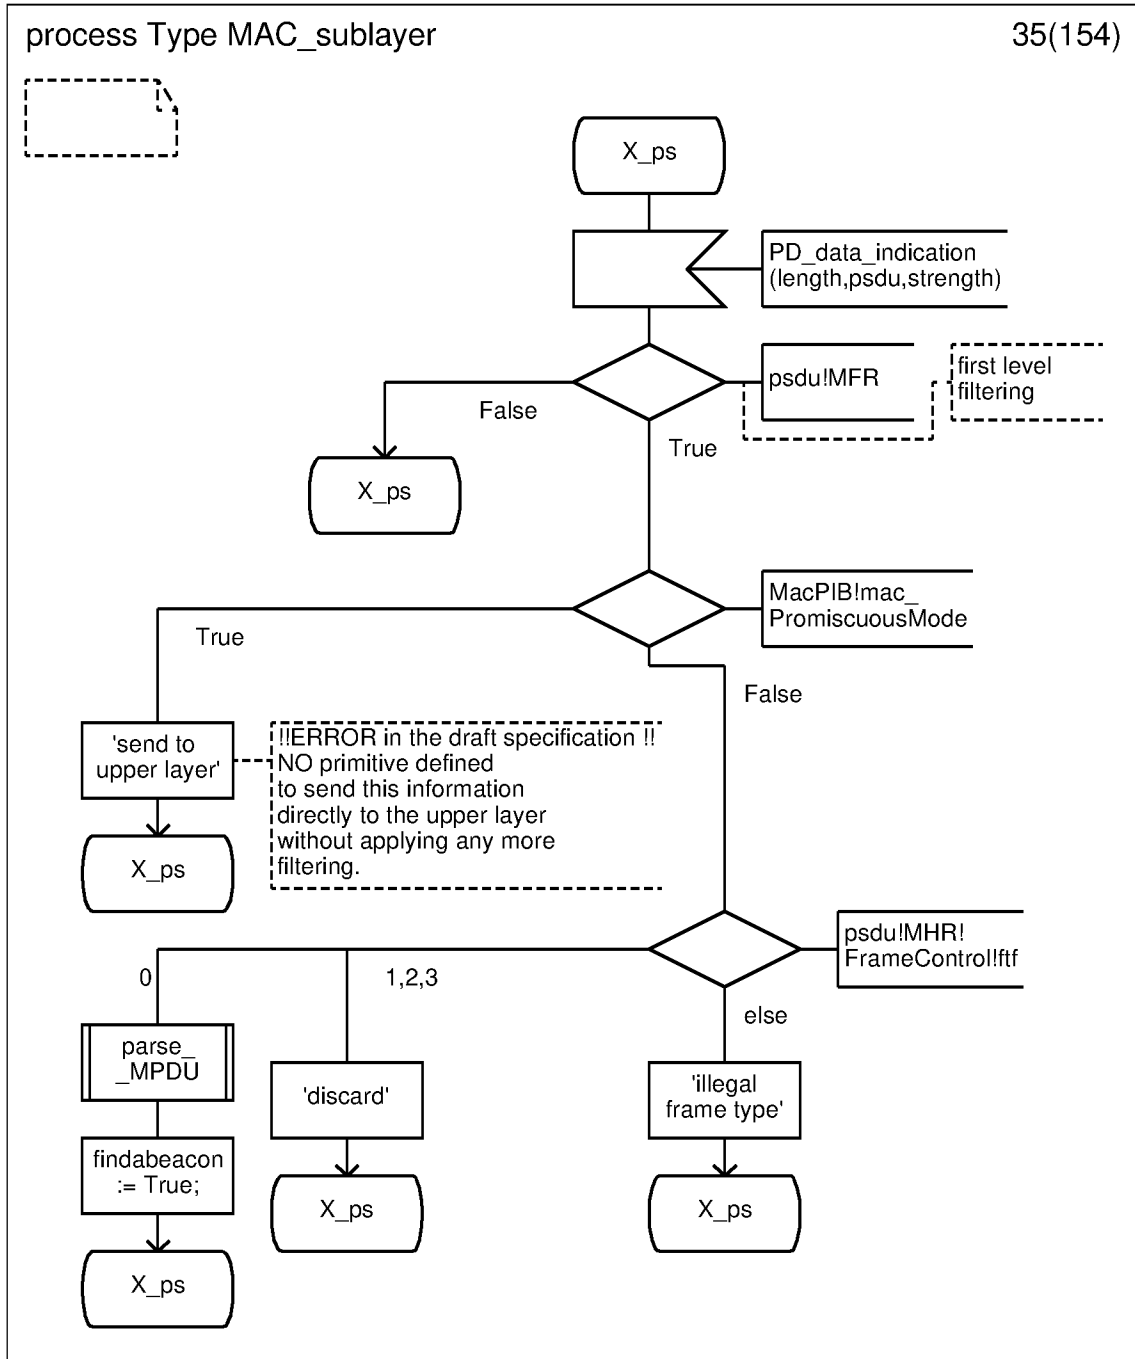 process Type MAC_sublayer
35(154)
X_ps
PD_data_indication
(length,psdu,strength)
psdu!MFR
first level
filtering
False
True
X_ps
MacPIB!mac_
PromiscuousMode
True
False
'send to
upper layer'
!!ERROR in the draft specification !!
NO primitive defined
to send this information
directly to the upper layer
without applying any more
filtering.
X_ps
psdu!MHR!
FrameControl!ftf
0
1,2,3
else
parse_
_MPDU
'discard'
'illegal
frame type'
findabeacon
:= True;
X_ps
X_ps
X_ps